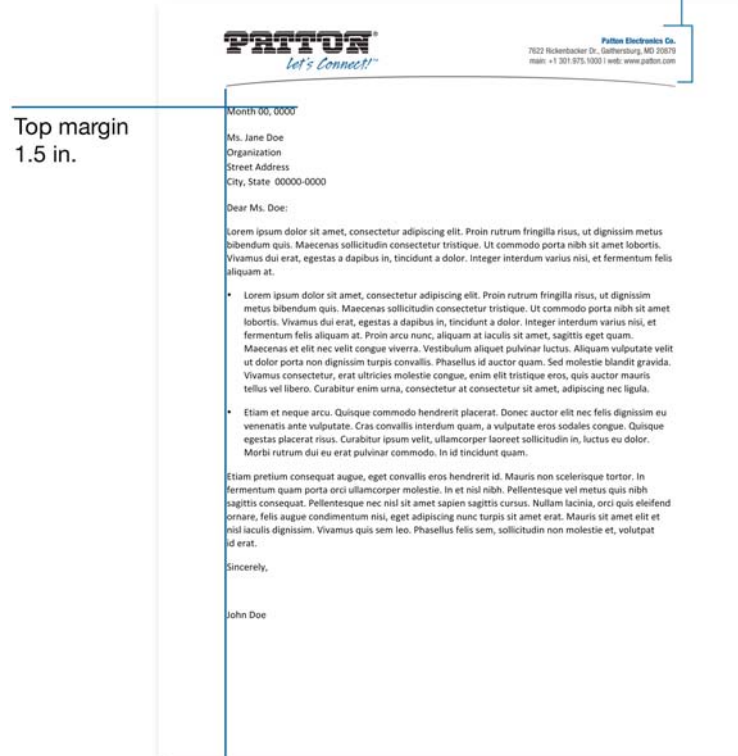 PATTON®
Let's Connect!™
Patton Electronics Co.
7622 Rickenbacker Dr., Gaithersburg, MD 20879
main: +1 301.975.1000 | web: www.patton.com
Top margin
1.5 in.
Month 00, 0000
Ms. Jane Doe
Organization
Street Address
City, State 00000-0000
Dear Ms. Doe:
Lorem ipsum dolor sit amet, consectetur adipiscing elit. Proin rutrum fringilla risus, ut dignissim metus
bibendum quis. Maecenas sollicitudin consectetur tristique. Ut commodo porta nibh sit amet lobortis.
Vivamus dui erat, egestas a dapibus in, tincidunt a dolor. Integer interdum varius nisi, et fermentum felis
aliquam at.
• Lorem ipsum dolor sit amet, consectetur adipiscing elit. Proin rutrum fringilla risus, ut dignissim
metus bibendum quis. Maecenas sollicitudin consectetur tristique. Ut commodo porta nibh sit amet
lobortis. Vivamus dui erat, egestas a dapibus in, tincidunt a dolor. Integer interdum varius nisi, et
fermentum felis aliquam at. Proin arcu nunc, aliquam at iaculis sit amet, sagittis eget quam.
Maecenas et elit nec velit congue viverra. Vestibulum aliquet pulvinar luctus. Aliquam vulputate velit
ut dolor porta non dignissim turpis convallis. Phasellus id auctor quam. Sed molestie blandit gravida.
Vivamus consectetur, erat ultricies molestie congue, enim elit tristique eros, quis auctor mauris
tellus vel libero. Curabitur enim urna, consectetur at consectetur sit amet, adipiscing nec ligula.
• Etiam et neque arcu. Quisque commodo hendrerit placerat. Donec auctor elit nec felis dignissim eu
venenatis ante vulputate. Cras convallis interdum quam, a vulputate eros sodales congue. Quisque
egestas placerat risus. Curabitur ipsum velit, ullamcorper laoreet sollicitudin in, luctus eu dolor.
Morbi rutrum dui eu erat pulvinar commodo. In id tincidunt quam.
Etiam pretium consequat augue, eget convallis eros hendrerit id. Mauris non scelerisque tortor. In
fermentum quam porta orci ullamcorper molestie. In et nisl nibh. Pellentesque vel metus quis nibh
sagittis consequat. Pellentesque nec nisl sit amet sapien sagittis cursus. Nullam lacinia, orci quis eleifend
ornare, felis augue condimentum nisi, eget adipiscing nunc turpis sit amet erat. Mauris sit amet elit et
nisl iaculis dignissim. Vivamus quis sem leo. Phasellus felis sem, sollicitudin non molestie et, volutpat
id erat.
Sincerely,
John Doe